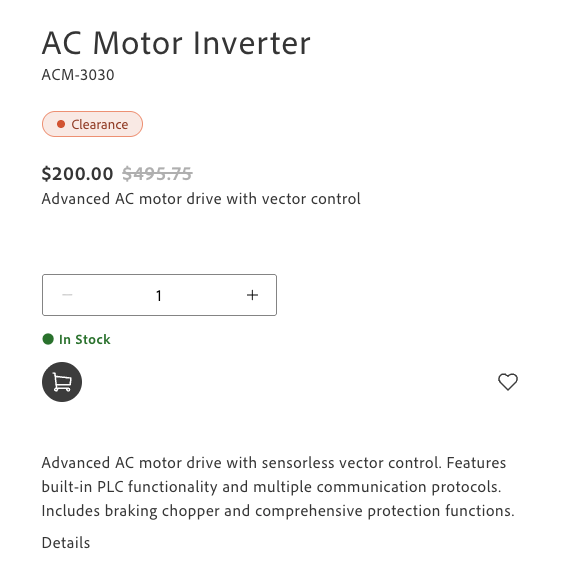 AC Motor Inverter
ACM-3030
Clearance
$200.00 $495.75
Advanced AC motor drive with vector control
1
In Stock
Advanced AC motor drive with sensorless vector control. Features
built-in PLC functionality and multiple communication protocols.
Includes braking chopper and comprehensive protection functions.
Details